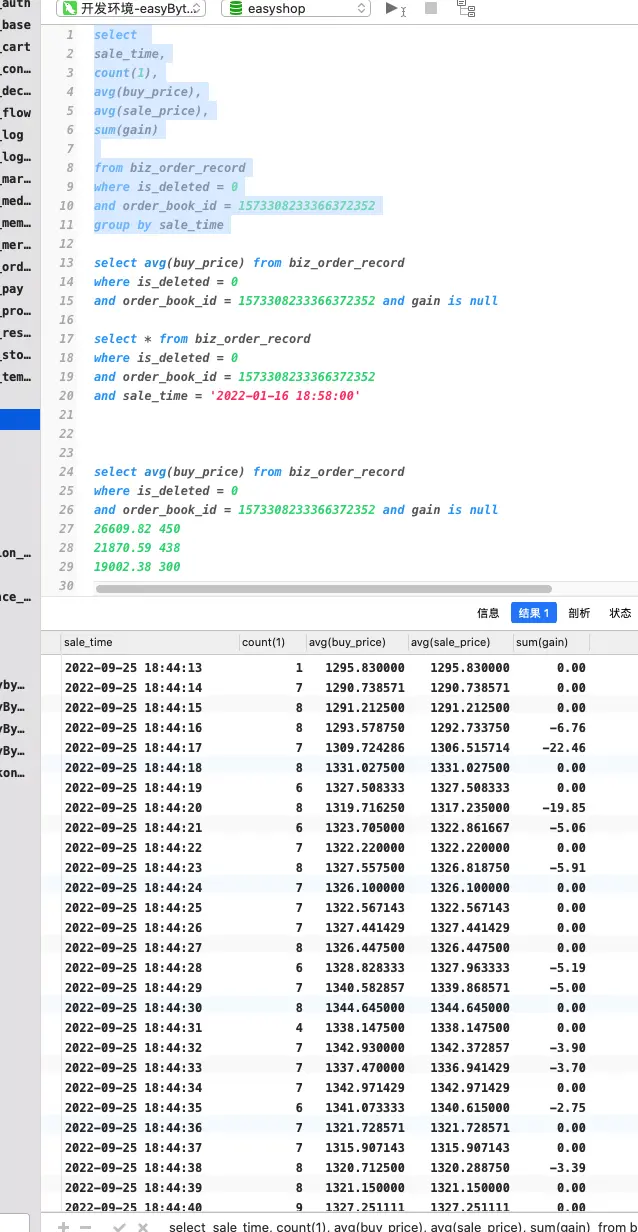 _auth
开发环境-easyByt...
easyshop
_base
_cart
_con...
_dec...
_flow
_log
_log...
_mar...
_med...
_mem...
_mer...
_ord...
_pay
_pro...
_res...
_sto...
_tem...
ion_...
nce_...
yby...
yBy...
yBy...
yBy...
kon...
1 select
2 sale_time,
3 count(1),
4 avg(buy_price),
5 avg(sale_price),
6 sum(gain)
7
8 from biz_order_record
9 where is_deleted = 0
10 and order_book_id = 1573308233366372352
11 group by sale_time
12
13 select avg(buy_price) from biz_order_record
14 where is_deleted = 0
15 and order_book_id = 1573308233366372352 and gain is null
16
17 select * from biz_order_record
18 where is_deleted = 0
19 and order_book_id = 1573308233366372352
20 and sale_time = '2022-01-16 18:58:00'
21
22
23
24 select avg(buy_price) from biz_order_record
25 where is_deleted = 0
26 and order_book_id = 1573308233366372352 and gain is null
27 26609.82 450
28 21870.59 438
29 19002.38 300
30
信息 结果 1 剖析 状态
sale_time count(1) avg(buy_price) avg(sale_price) sum(gain)
2022-09-25 18:44:13 1 1295.830000 1295.830000 0.00
2022-09-25 18:44:14 7 1290.738571 1290.738571 0.00
2022-09-25 18:44:15 8 1291.212500 1291.212500 0.00
2022-09-25 18:44:16 8 1293.578750 1292.733750 -6.76
2022-09-25 18:44:17 7 1309.724286 1306.515714 -22.46
2022-09-25 18:44:18 8 1331.027500 1331.027500 0.00
2022-09-25 18:44:19 6 1327.508333 1327.508333 0.00
2022-09-25 18:44:20 8 1319.716250 1317.235000 -19.85
2022-09-25 18:44:21 6 1323.705000 1322.861667 -5.06
2022-09-25 18:44:22 7 1322.220000 1322.220000 0.00
2022-09-25 18:44:23 8 1327.557500 1326.818750 -5.91
2022-09-25 18:44:24 7 1326.100000 1326.100000 0.00
2022-09-25 18:44:25 7 1322.567143 1322.567143 0.00
2022-09-25 18:44:26 7 1327.441429 1327.441429 0.00
2022-09-25 18:44:27 8 1326.447500 1326.447500 0.00
2022-09-25 18:44:28 6 1328.828333 1327.963333 -5.19
2022-09-25 18:44:29 7 1340.582857 1339.868571 -5.00
2022-09-25 18:44:30 8 1344.645000 1344.645000 0.00
2022-09-25 18:44:31 4 1338.147500 1338.147500 0.00
2022-09-25 18:44:32 7 1342.930000 1342.372857 -3.90
2022-09-25 18:44:33 7 1337.470000 1336.941429 -3.70
2022-09-25 18:44:34 7 1342.971429 1342.971429 0.00
2022-09-25 18:44:35 6 1341.073333 1340.615000 -2.75
2022-09-25 18:44:36 7 1321.728571 1321.728571 0.00
2022-09-25 18:44:37 7 1315.907143 1315.907143 0.00
2022-09-25 18:44:38 8 1320.712500 1320.288750 -3.39
2022-09-25 18:44:39 8 1321.150000 1321.150000 0.00
2022-09-25 18:44:40 9 1327.251111 1327.251111 0.00
select sale_time, count(1), avg(buy_price), avg(sale_price), sum(gain) from b